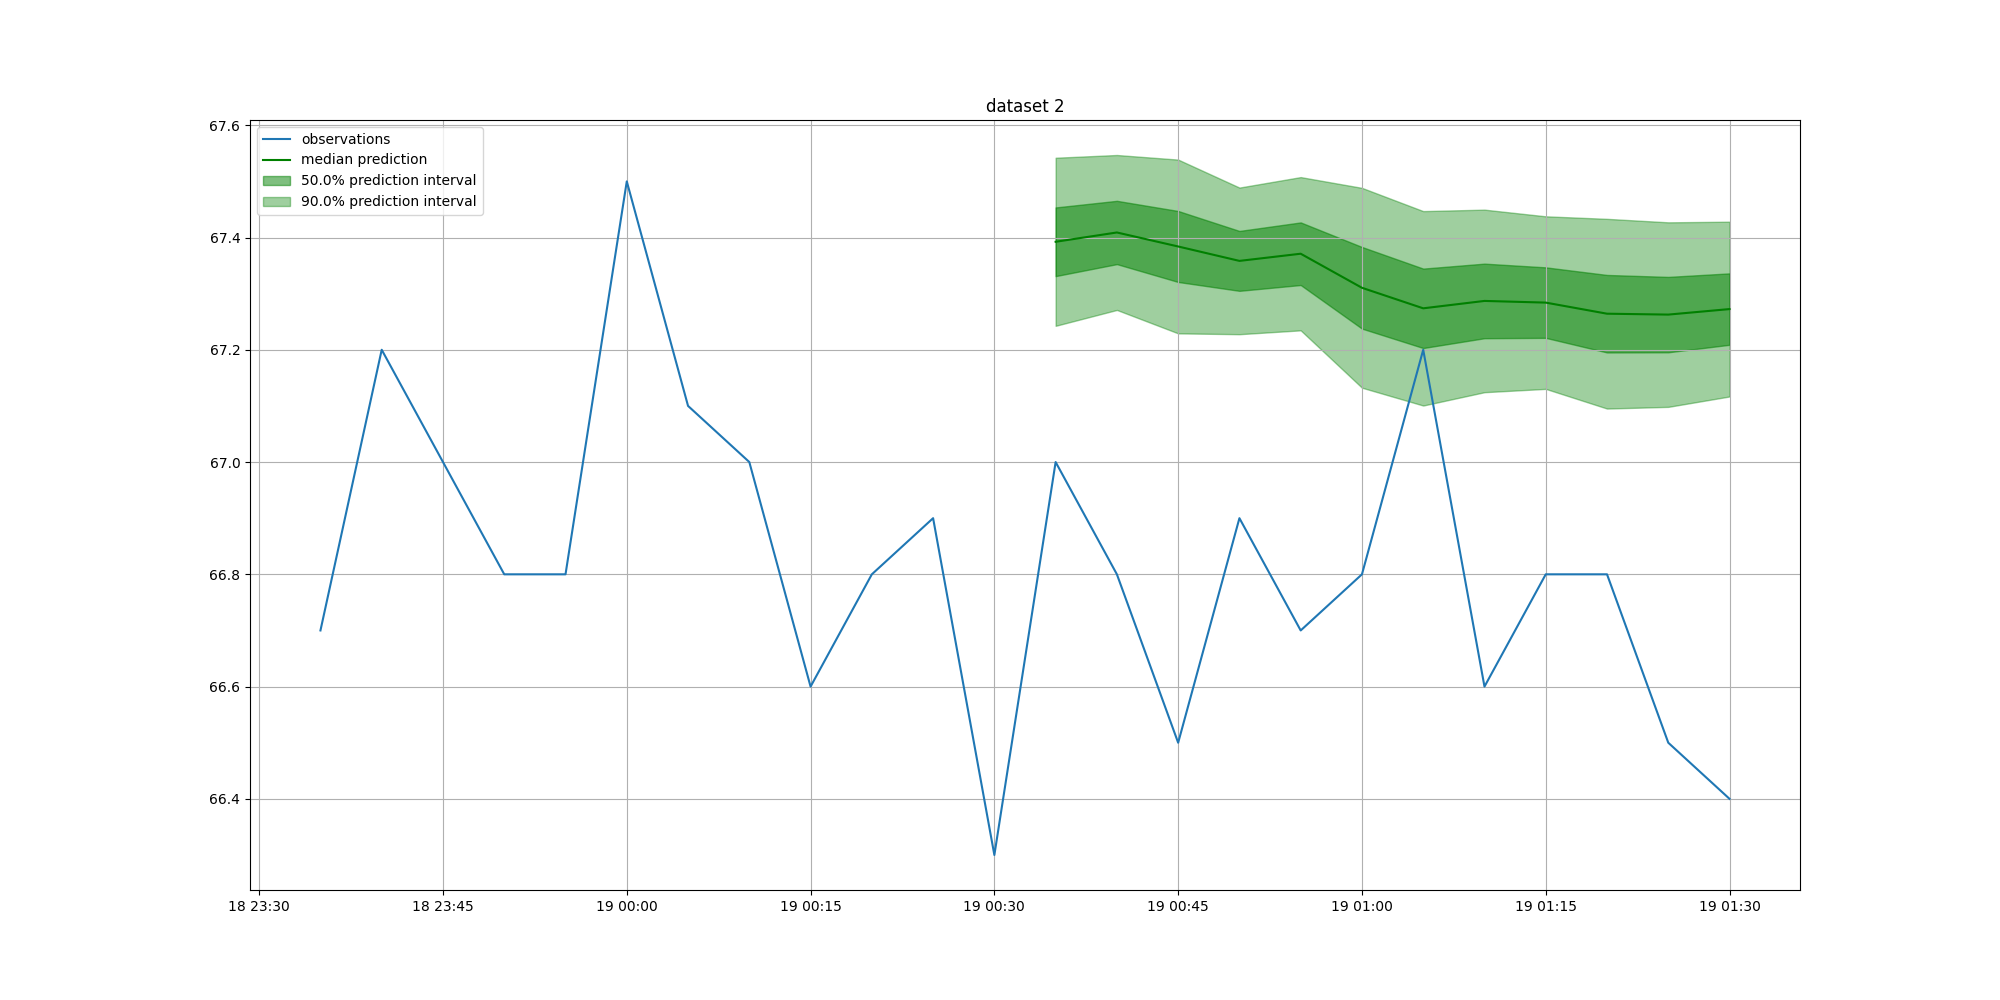 dataset 2
67.6
67.4
67.2
67.0
66.8
66.6
66.4
observations
median prediction
50.0% prediction interval
90.0% prediction interval
18 23:30 18 23:45 19 00:00 19 00:15 19 00:30 19 00:45 19 01:00 19 01:15 19 01:30